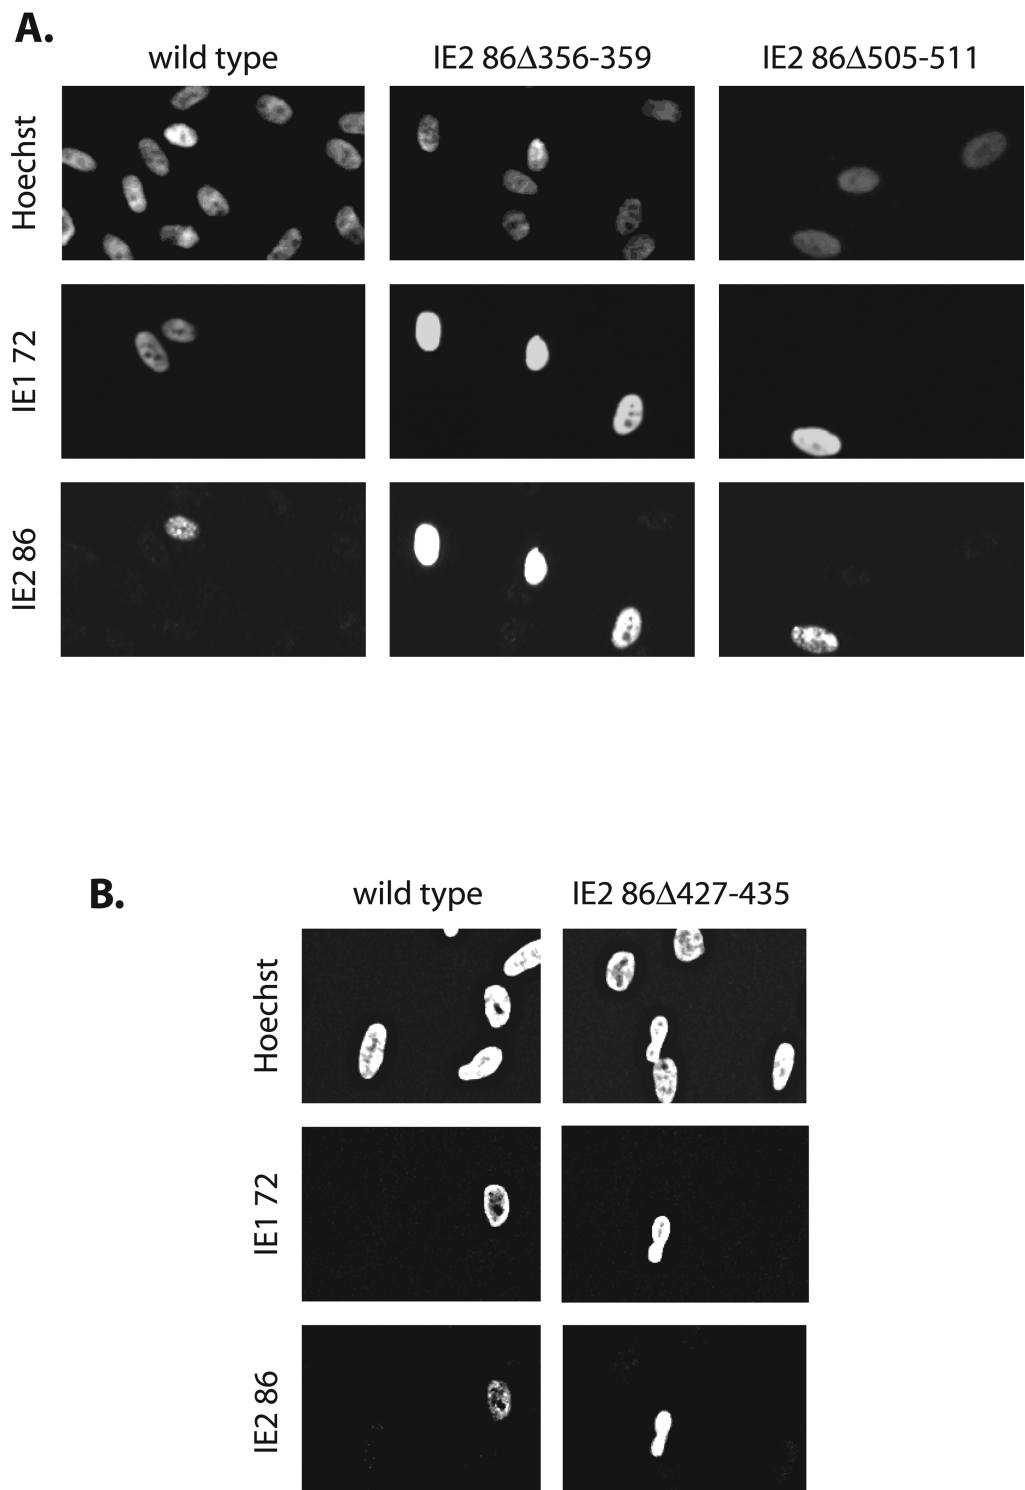 A.
wild type
IE2 86Δ356-359
IE2 86Δ505-511
Hoechst
IE1 72
IE2 86
B.
wild type
IE2 86Δ427-435
Hoechst
IE1 72
IE2 86